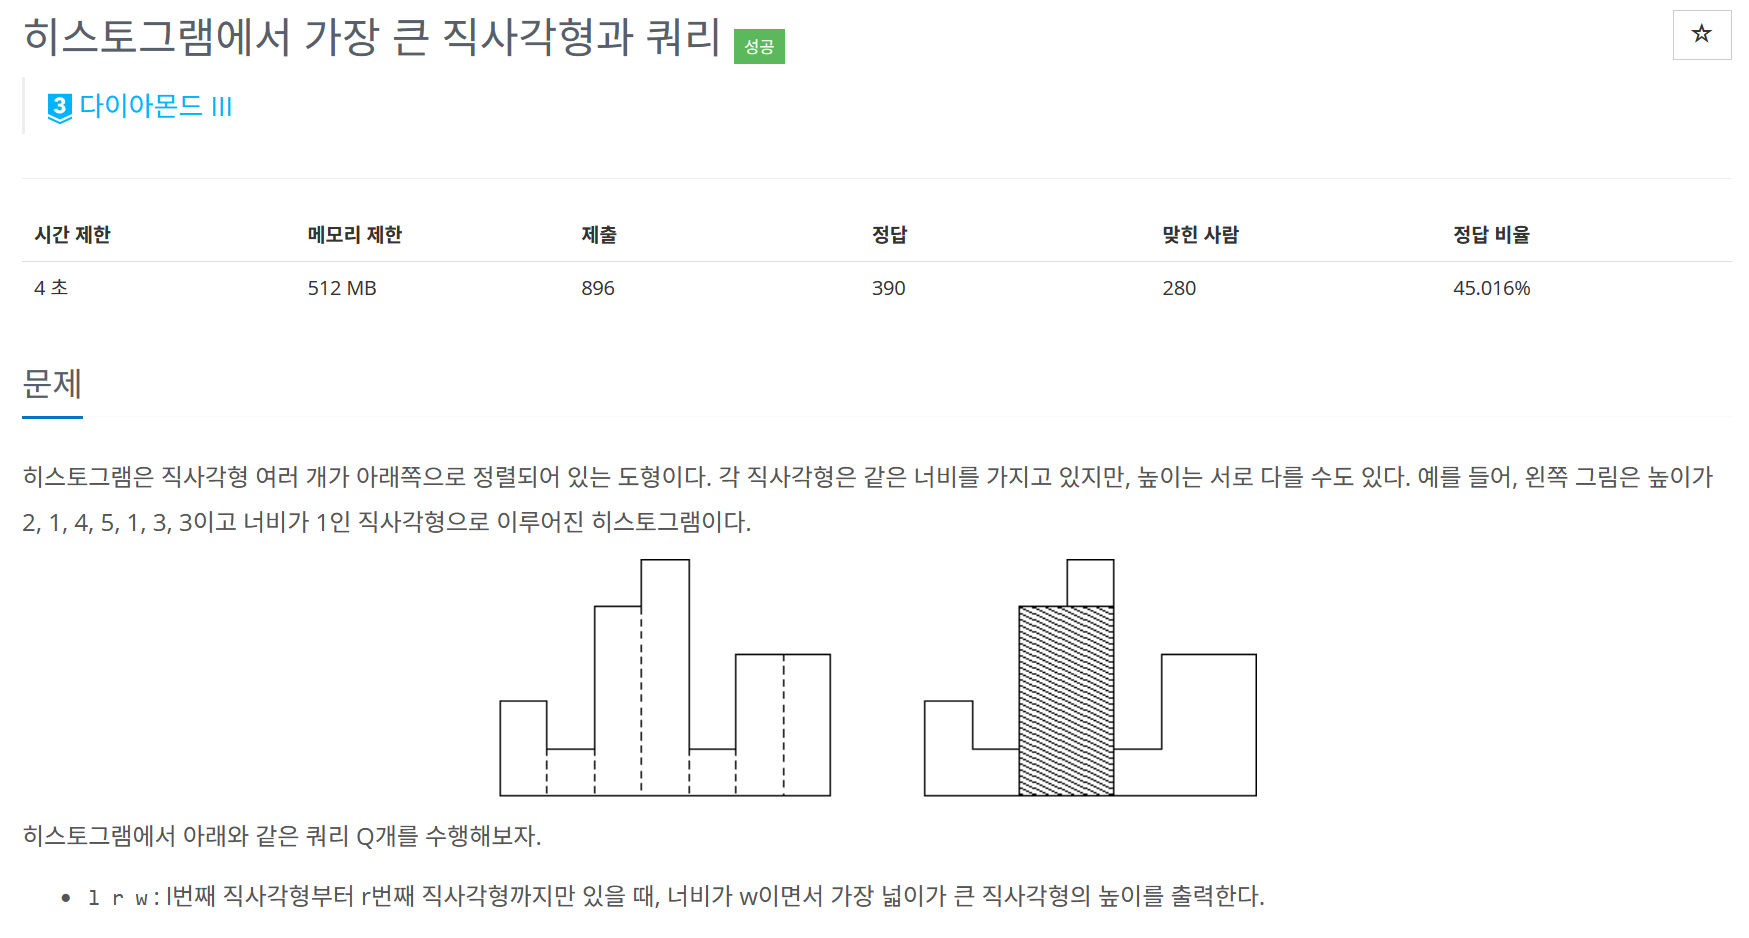 히스토그램에서 가장 큰 직사각형과 쿼리 성공
☆
3 다이아몬드 III
시간 제한 메모리 제한 제출 정답 맞힌 사람 정답 비율
4 초 512 MB 896 390 280 45.016%
문제
히스토그램은 직사각형 여러 개가 아래쪽으로 정렬되어 있는 도형이다. 각 직사각형은 같은 너비를 가지고 있지만, 높이는 서로 다를 수도 있다. 예를 들어, 왼쪽 그림은 높이가
2, 1, 4, 5, 1, 3, 3이고 너비가 1인 직사각형으로 이루어진 히스토그램이다.
히스토그램에서 아래와 같은 쿼리 Q개를 수행해보자.
• l r w : l번째 직사각형부터 r번째 직사각형까지만 있을 때, 너비가 w이면서 가장 넓이가 큰 직사각형의 높이를 출력한다.